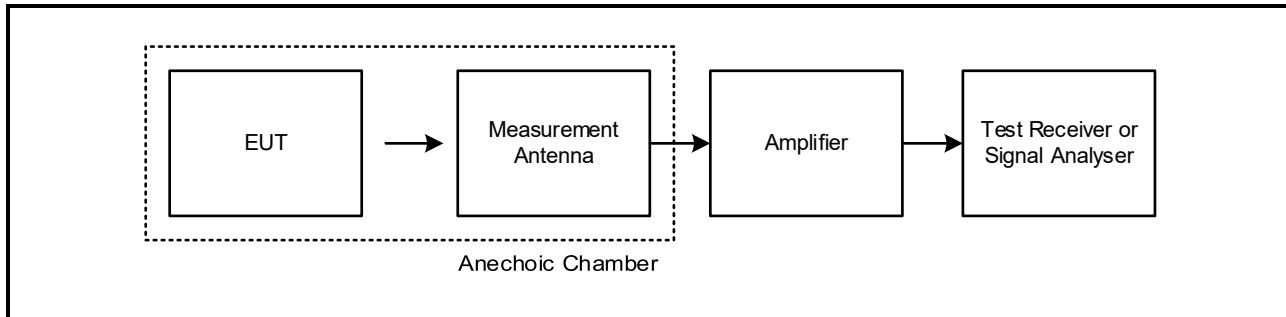 EUT
Measurement
Antenna
Amplifier
Test Receiver or
Signal Analyser
Anechoic Chamber